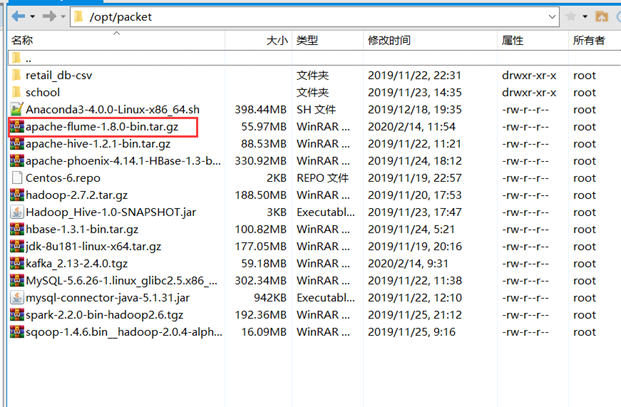 /opt/packet
名称 大小 类型 修改时间 属性 所有者
..
retail_db-csv 文件夹 2019/11/22, 22:31 drwxr-xr-x root
school 文件夹 2019/11/23, 14:35 drwxr-xr-x root
Anaconda3-4.0.0-Linux-x86_64.sh 398.44MB SH 文件 2019/12/18, 19:35 -rw-r--r-- root
apache-flume-1.8.0-bin.tar.gz 55.97MB WinRAR ... 2020/2/14, 11:54 -rw-r--r-- root
apache-hive-1.2.1-bin.tar.gz 88.53MB WinRAR ... 2019/11/22, 11:21 -rw-r--r-- root
apache-phoenix-4.14.1-HBase-1.3-b... 330.92MB WinRAR ... 2019/11/24, 18:12 -rw-r--r-- root
Centos-6.repo 2KB REPO 文件 2019/11/19, 22:57 -rw-r--r-- root
hadoop-2.7.2.tar.gz 188.50MB WinRAR ... 2019/11/20, 17:53 -rw-r--r-- root
Hadoop_Hive-1.0-SNAPSHOT.jar 3KB Executabl... 2019/11/23, 17:47 -rw-r--r-- root
hbase-1.3.1-bin.tar.gz 100.82MB WinRAR ... 2019/11/24, 5:21 -rw-r--r-- root
jdk-8u181-linux-x64.tar.gz 177.05MB WinRAR ... 2019/11/19, 20:16 -rw-r--r-- root
kafka_2.13-2.4.0.tgz 59.18MB WinRAR ... 2020/2/14, 9:31 -rw-r--r-- root
MySQL-5.6.26-1.linux_glibc2.5.x86_... 302.34MB WinRAR ... 2019/11/22, 11:38 -rw-r--r-- root
mysql-connector-java-5.1.31.jar 942KB Executabl... 2019/11/22, 12:10 -rw-r--r-- root
spark-2.2.0-bin-hadoop2.6.tgz 192.36MB WinRAR ... 2019/11/25, 21:12 -rw-r--r-- root
sqoop-1.4.6.bin__hadoop-2.0.4-alph... 16.09MB WinRAR ... 2019/11/25, 9:16 -rw-r--r-- root